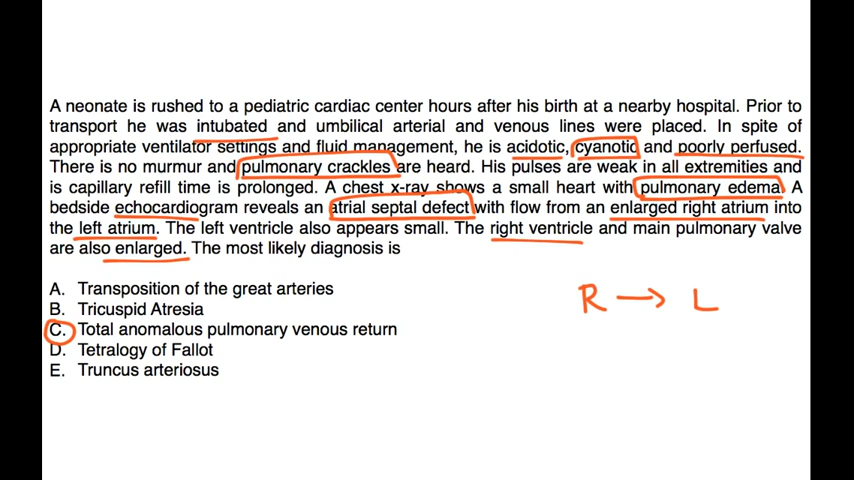 A neonate is rushed to a pediatric cardiac center hours after his birth at a nearby hospital. Prior to
transport he was intubated and umbilical arterial and venous lines were placed. In spite of
appropriate ventilator settings and fluid management, he is acidotic, cyanotic and poorly perfused.
There is no murmur and pulmonary crackles are heard. His pulses are weak in all extremities and
is capillary refill time is prolonged. A chest x-ray shows a small heart with pulmonary edema. A
bedside echocardiogram reveals an atrial septal defect with flow from an enlarged right atrium into
the left atrium. The left ventricle also appears small. The right ventricle and main pulmonary valve
are also enlarged. The most likely diagnosis is
A. Transposition of the great arteries
B. Tricuspid Atresia
C. Total anomalous pulmonary venous return
D. Tetralogy of Fallot
E. Truncus arteriosus
R → L